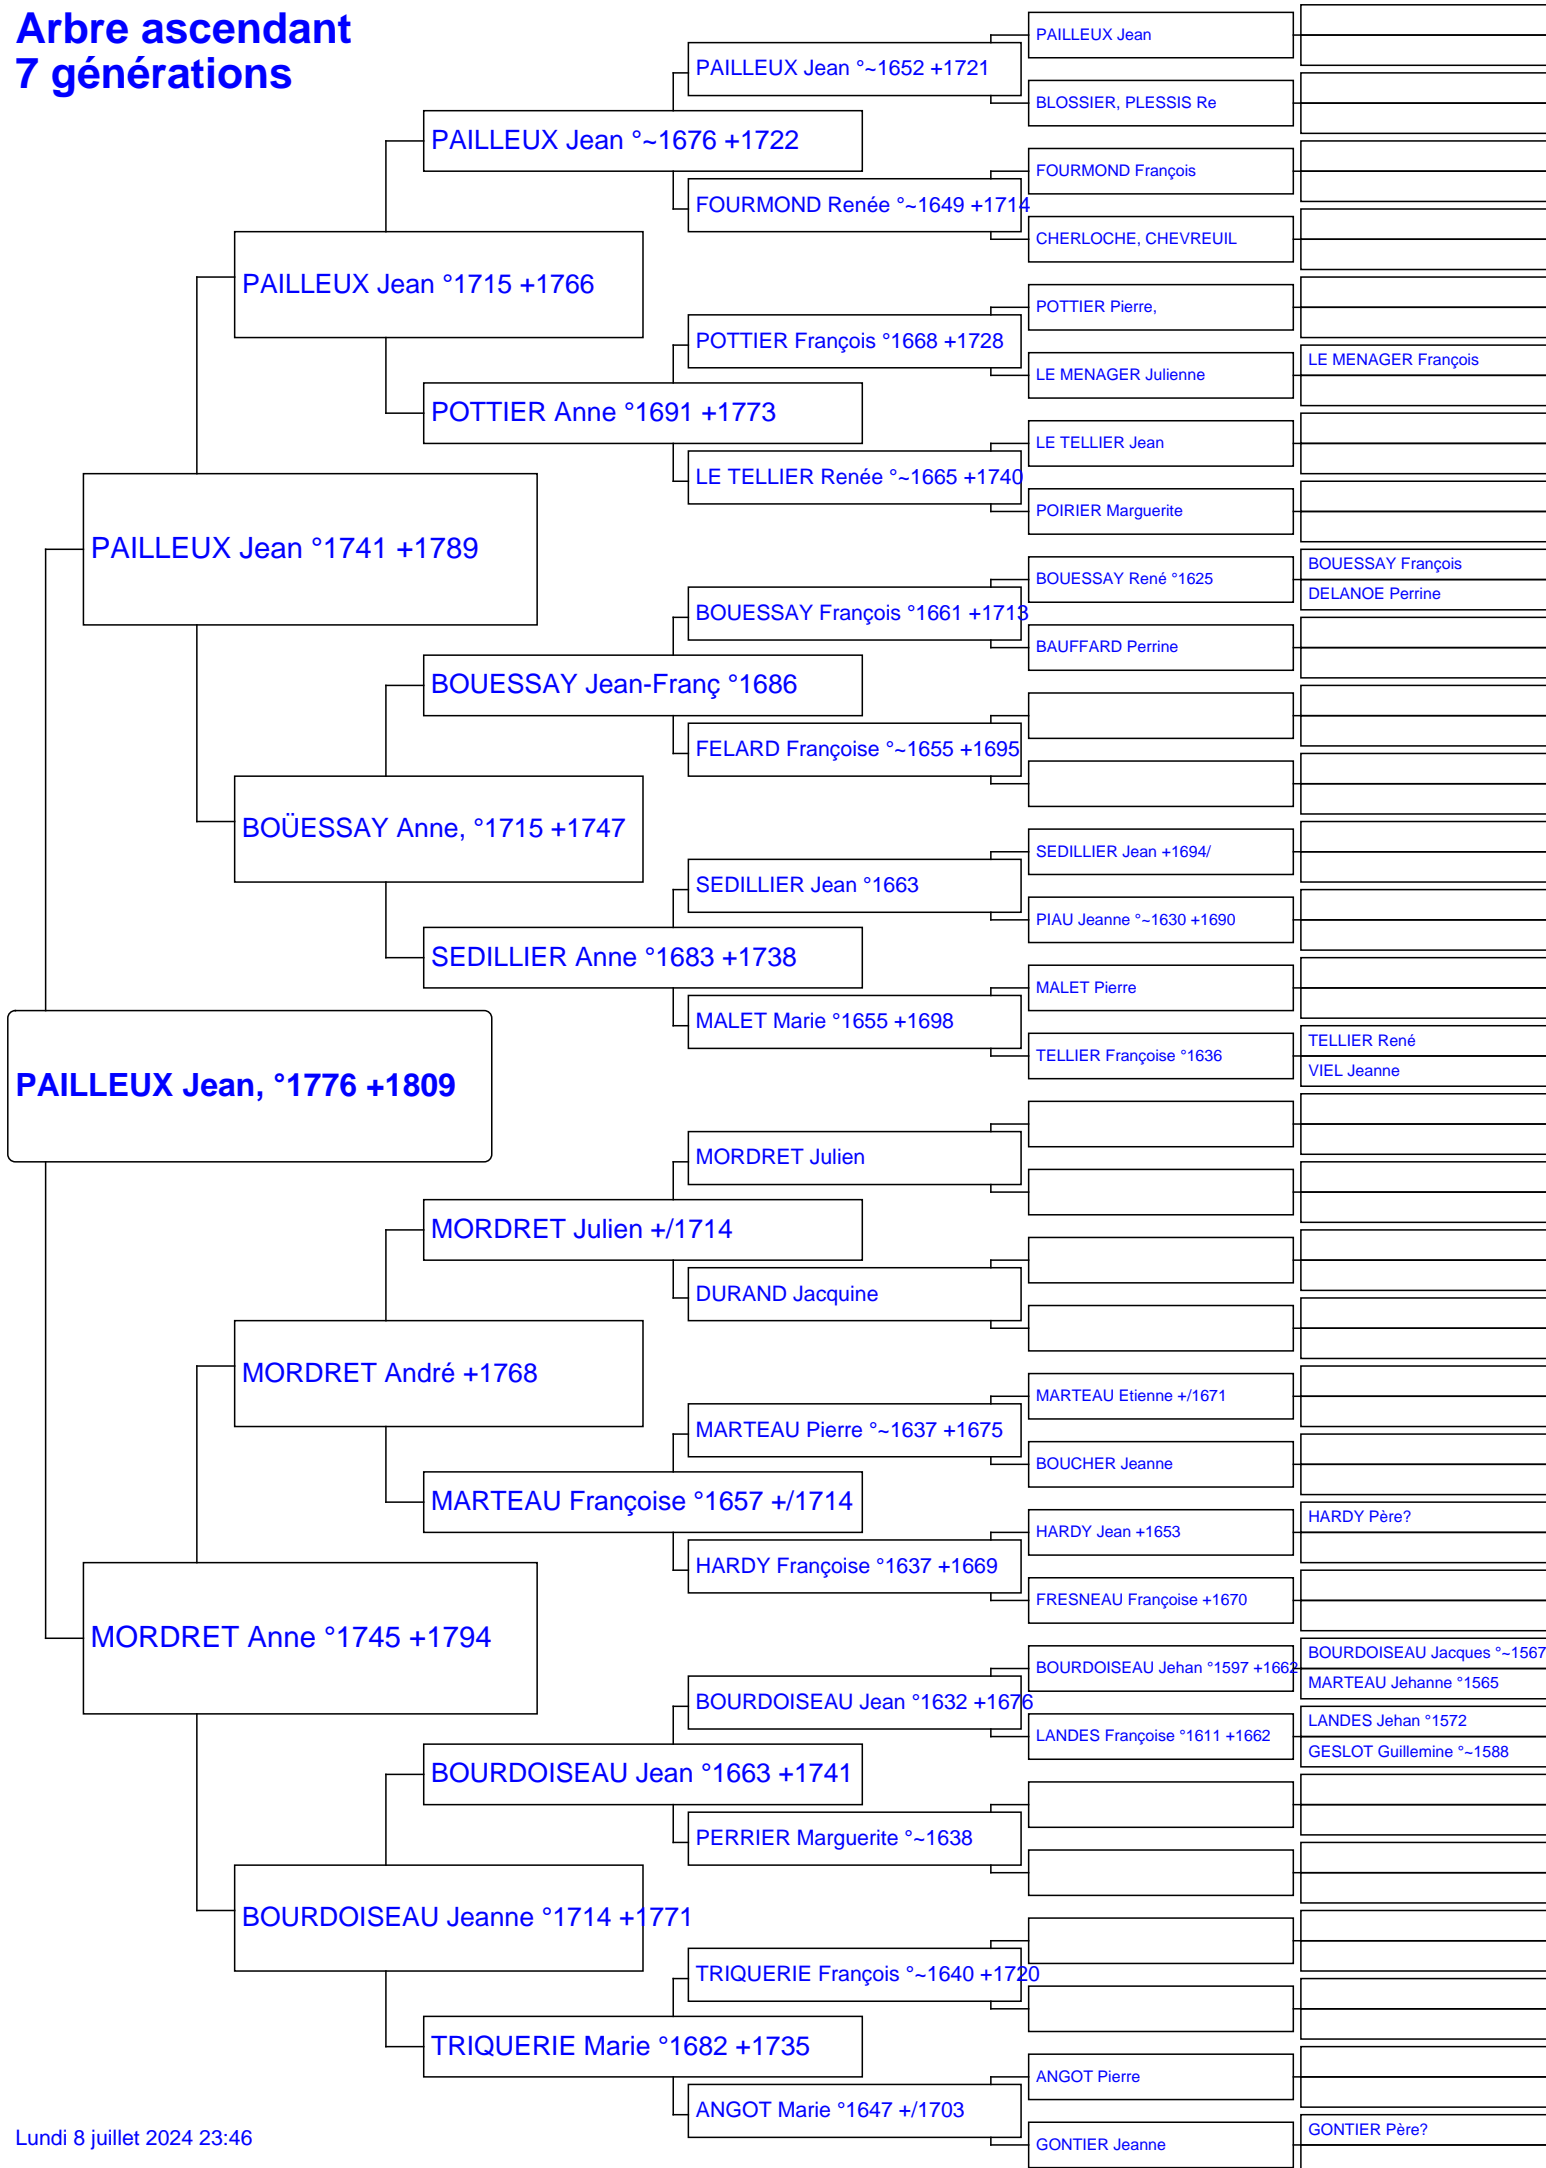 Arbre ascendant
7 générations
PAILLEUX Jean, °1776 +1809
PAILLEUX Jean °1741 +1789
MORDRET Anne °1745 +1794
PAILLEUX Jean °1715 +1766
BOÜESSAY Anne, °1715 +1747
MORDRET André +1768
BOURDOISEAU Jeanne °1714 +1771
PAILLEUX Jean °~1676 +1722
POTTIER Anne °1691 +1773
BOUESSAY Jean-Franç °1686
SEDILLIER Anne °1683 +1738
MORDRET Julien +/1714
MARTEAU Françoise °1657 +/1714
BOURDOISEAU Jean °1663 +1741
TRIQUERIE Marie °1682 +1735
PAILLEUX Jean °~1652 +1721
FOURMOND Renée °~1649 +1714
POTTIER François °1668 +1728
LE TELLIER Renée °~1665 +1740
BOUESSAY François °1661 +1713
FELARD Françoise °~1655 +1695
SEDILLIER Jean °1663
MALET Marie °1655 +1698
MORDRET Julien
DURAND Jacquine
MARTEAU Pierre °~1637 +1675
HARDY Françoise °1637 +1669
BOURDOISEAU Jean °1632 +1676
PERRIER Marguerite °~1638
TRIQUERIE François °~1640 +1720
ANGOT Marie °1647 +/1703
PAILLEUX Jean
BLOSSIER, PLESSIS Re
FOURMOND François
CHERLOCHE, CHEVREUIL
POTTIER Pierre,
LE MENAGER Julienne
LE TELLIER Jean
POIRIER Marguerite
BOUESSAY René °1625
BAUFFARD Perrine
SEDILLIER Jean +1694/
PIAU Jeanne °~1630 +1690
MALET Pierre
TELLIER Françoise °1636
MARTEAU Etienne +/1671
BOUCHER Jeanne
HARDY Jean +1653
FRESNEAU Françoise +1670
BOURDOISEAU Jehan °1597 +1662
LANDES Françoise °1611 +1662
ANGOT Pierre
GONTIER Jeanne
LE MENAGER François
BOUESSAY François
DELANOE Perrine
TELLIER René
VIEL Jeanne
HARDY Père?
BOURDOISEAU Jacques °~1567
MARTEAU Jehanne °1565
LANDES Jehan °1572
GESLOT Guillemine °~1588
GONTIER Père?
Lundi 8 juillet 2024 23:46